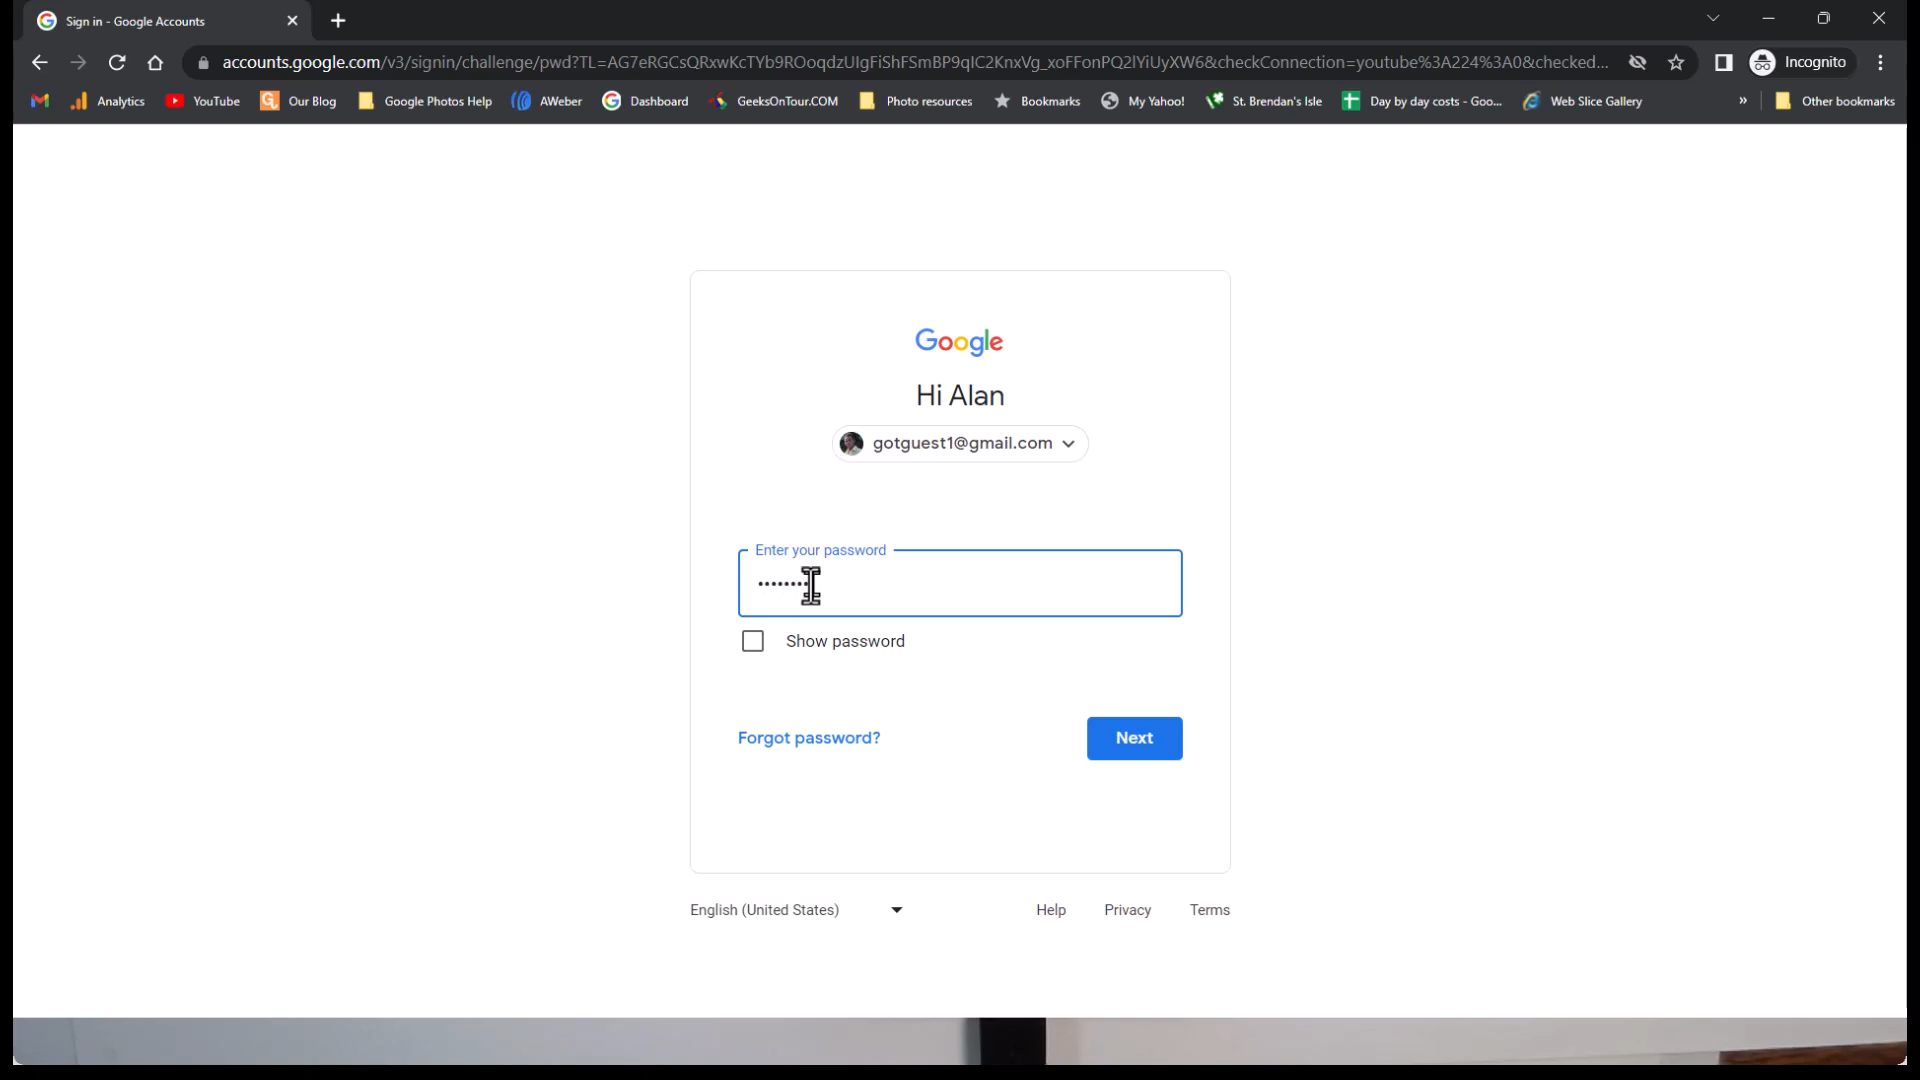 Sign in - Google Accounts
accounts.google.com/v3/signin/challenge/pwd?TL=AG7eRGCsQRxwKcTYb9ROoqdzUIgFiShFSmBP9qIC2KnxVg_xoFFonPQ2lYiUyXW6&checkConnection=youtube%3A224%3A0&checked...
Incognito
Analytics
YouTube
Our Blog
Google Photos Help
AWeber
Dashboard
GeeksOnTour.COM
Photo resources
Bookmarks
My Yahoo!
St. Brendan's Isle
Day by day costs - Goo...
Web Slice Gallery
»
Other bookmarks
Google
Hi Alan
gotguest1@gmail.com
Enter your password
Show password
Forgot password?
Next
English (United States)
Help
Privacy
Terms